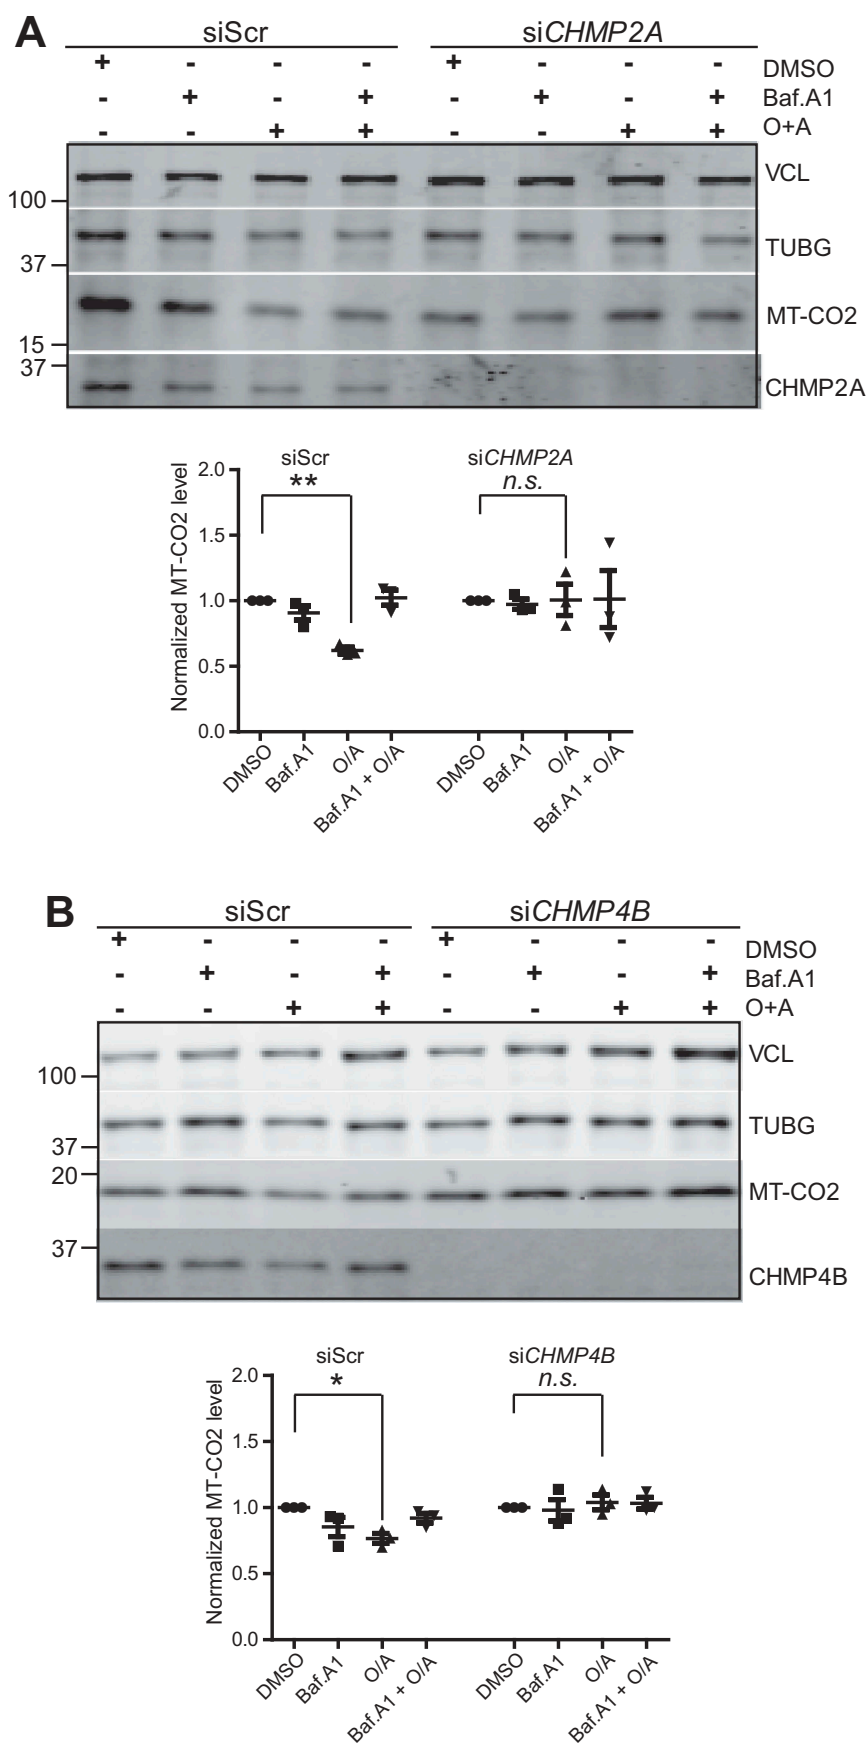 A
siScr siCHMP2A
+ - - - + - - - DMSO
- + - + - + - + Baf.A1
- - + + - - + + O+A
VCL
100
TUBG
37
MT-CO2
15
37
CHMP2A
siScr siCHMP2A
** n.s.
Normalized MT-CO2 level
2.0
1.5
1.0
0.5
0.0
DMSO Baf.A1 O/A Baf.A1 + O/A DMSO Baf.A1 O/A Baf.A1 + O/A
B
siScr siCHMP4B
+ - - - + - - - DMSO
- + - + - + - + Baf.A1
- - + + - - + + O+A
VCL
100
TUBG
37
20
MT-CO2
37
CHMP4B
siScr siCHMP4B
* n.s.
Normalized MT-CO2 level
2.0
1.5
1.0
0.5
0.0
DMSO Baf.A1 O/A Baf.A1 + O/A DMSO Baf.A1 O/A Baf.A1 + O/A